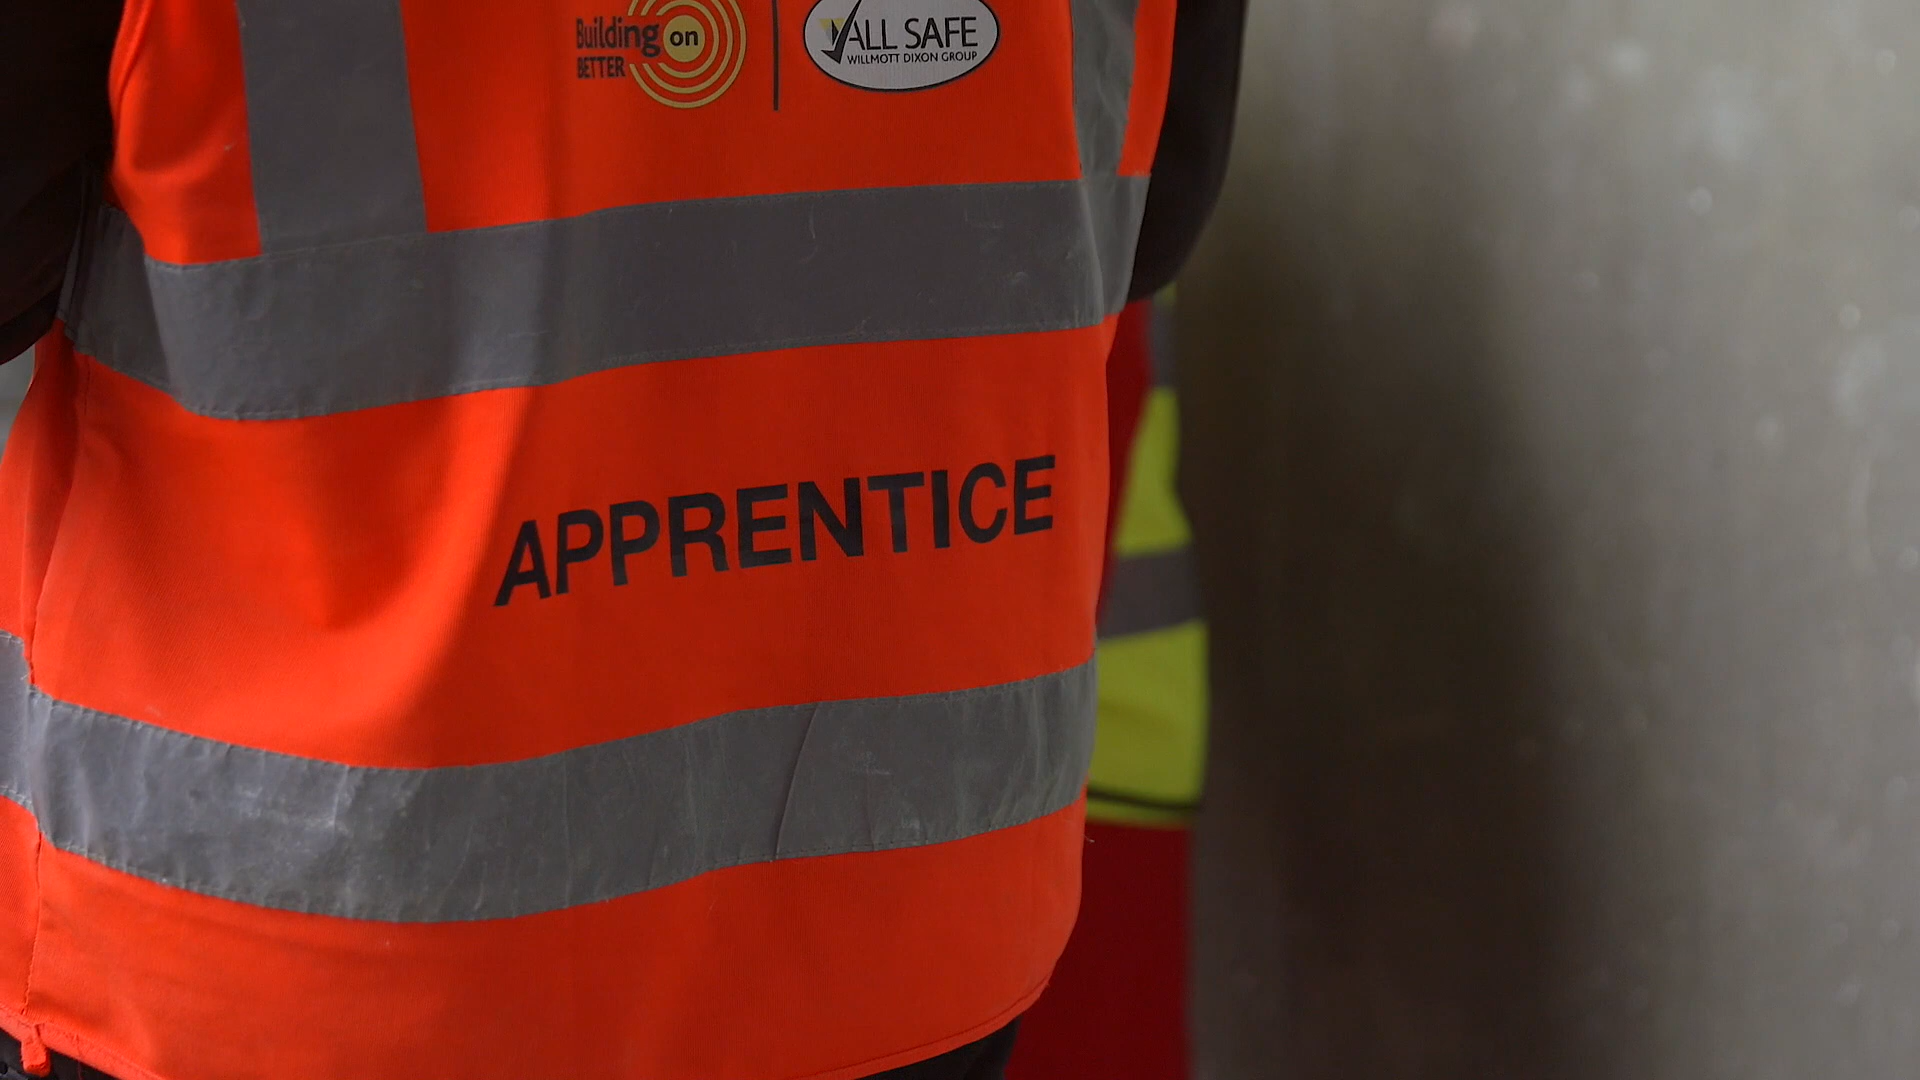 Building on
BETTER
ALL SAFE
WILLMOTT DIXON GROUP
APPRENTICE